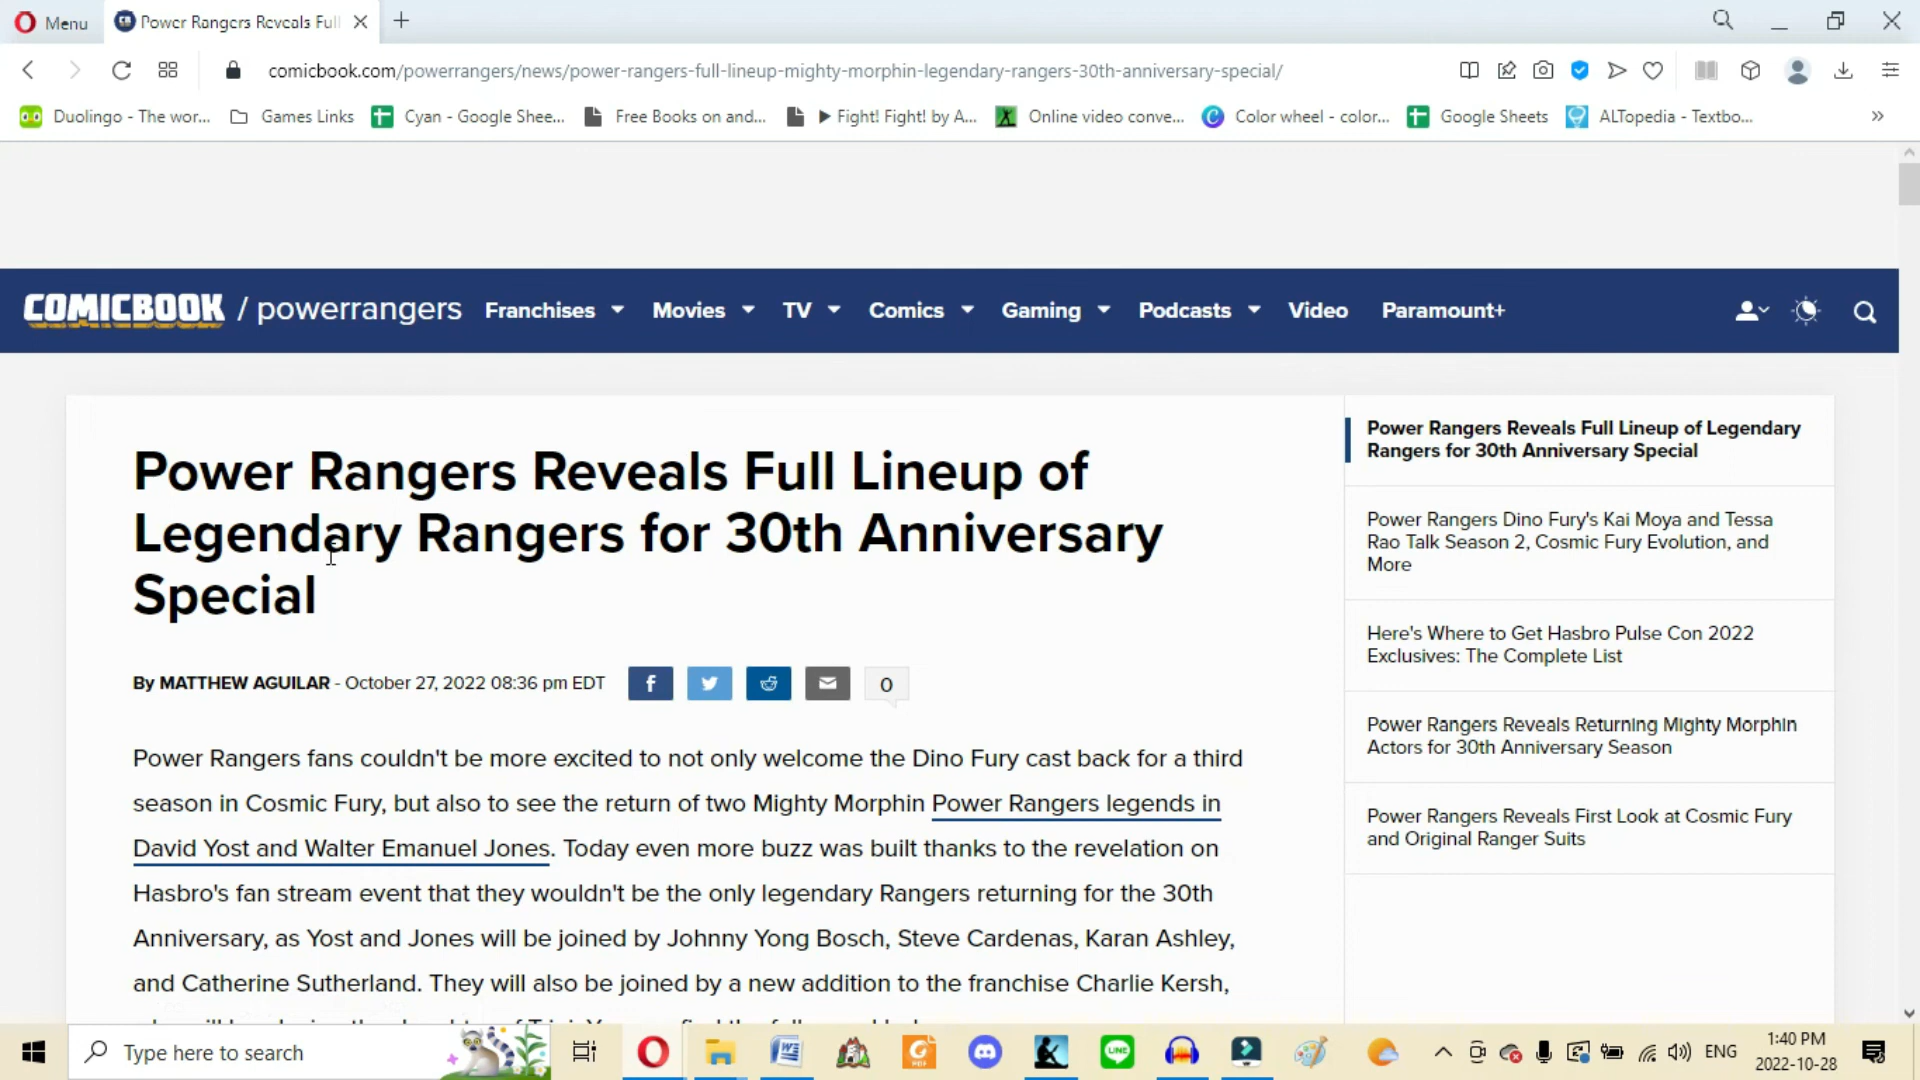 Menu
Power Rangers Reveals Full
comicbook.com/powerrangers/news/power-rangers-full-lineup-mighty-morphin-legendary-rangers-30th-anniversary-special/
Duolingo - The wor...
Games Links
Cyan - Google Shee...
Free Books on and...
▶ Fight! Fight! by A...
Online video conve...
Color wheel - color...
Google Sheets
ALTopedia - Textbo...
»
COMICBOOK / powerrangers
Franchises
Movies
TV
Comics
Gaming
Podcasts
Video
Paramount+
Power Rangers Reveals Full Lineup of
Legendary Rangers for 30th Anniversary
Special
By MATTHEW AGUILAR - October 27, 2022 08:36 pm EDT
0
Power Rangers fans couldn't be more excited to not only welcome the Dino Fury cast back for a third
season in Cosmic Fury, but also to see the return of two Mighty Morphin Power Rangers legends in
David Yost and Walter Emanuel Jones. Today even more buzz was built thanks to the revelation on
Hasbro's fan stream event that they wouldn't be the only legendary Rangers returning for the 30th
Anniversary, as Yost and Jones will be joined by Johnny Yong Bosch, Steve Cardenas, Karan Ashley,
and Catherine Sutherland. They will also be joined by a new addition to the franchise Charlie Kersh,
Power Rangers Reveals Full Lineup of Legendary
Rangers for 30th Anniversary Special
Power Rangers Dino Fury's Kai Moya and Tessa
Rao Talk Season 2, Cosmic Fury Evolution, and
More
Here's Where to Get Hasbro Pulse Con 2022
Exclusives: The Complete List
Power Rangers Reveals Returning Mighty Morphin
Actors for 30th Anniversary Season
Power Rangers Reveals First Look at Cosmic Fury
and Original Ranger Suits
Type here to search
ENG
1:40 PM
2022-10-28